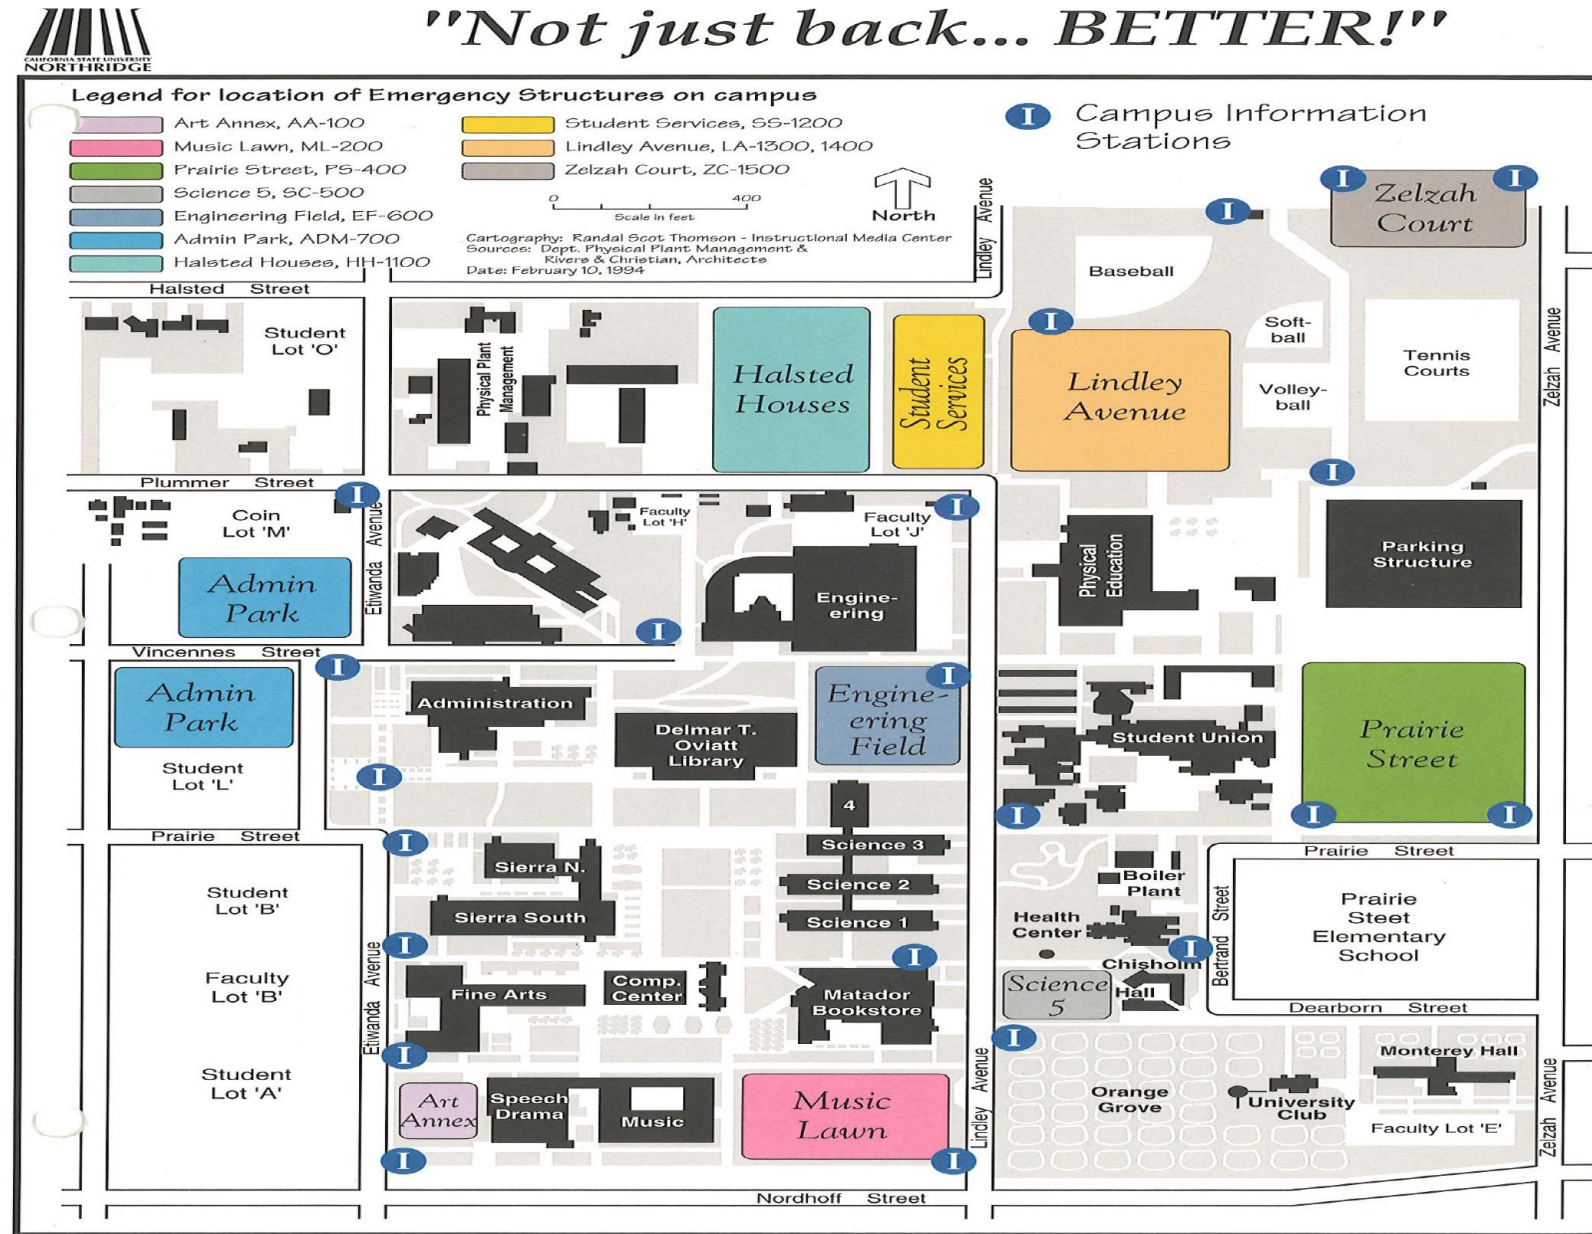 "Not just back... BETTER!"
CALIFORNIA STATE UNIVERSITY
NORTHRIDGE
Legend for location of Emergency Structures on campus
Art Annex, AA-100
Music Lawn, ML-200
Prairie Street, PS-400
Science 5, SC-500
Engineering Field, EF-600
Admin Park, ADM-700
Halsted Houses, HH-1100
Student Services, SS-1200
Lindley Avenue, LA-1300, 1400
Zelzah Court, ZC-1500
0
400
Scale in feet
North
Cartography: Randal Scot Thomson - Instructional Media Center
Sources: Dept. Physical Plant Management &
Rivers & Christian, Architects
Date: February 10, 1994
I
Campus Information
Stations
Lindley Avenue
I
I
I
Zelzah
Court
Baseball
Halsted Street
Student
Lot 'O'
Physical Plant
Management
Halsted
Houses
Student
Services
I
Lindley
Avenue
Soft-
ball
Volley-
ball
Tennis
Courts
Zelzah Avenue
I
Plummer Street
Coin
Lot 'M'
I
Etiwanda Avenue
Faculty
Lot 'H'
Faculty
Lot 'J'
I
Physical
Education
Parking
Structure
Admin
Park
Engine-
ering
I
Vincennes Street
I
Admin
Park
Administration
Delmar T.
Oviatt
Library
I
Engine-
ering
Field
Student Union
Prairie
Street
Student
Lot 'L'
I
4
I
I
I
Prairie Street
I
Science 3
Prairie Street
Sierra N.
Science 2
Boiler
Plant
Student
Lot 'B'
Sierra South
Science 1
Health
Center
Bertrand Street
Prairie
Steet
Elementary
School
I
I
I
Chisholm
Hall
Faculty
Lot 'B'
Etiwanda Avenue
Fine Arts
Comp.
Center
Matador
Bookstore
Science
5
Dearborn Street
I
I
Student
Lot 'A'
Lindley Avenue
Monterey Hall
Art
Annex
Speech
Drama
Music
Music
Lawn
Orange
Grove
University
Club
Faculty Lot 'E'
Zelzah Avenue
I
I
Nordhoff Street